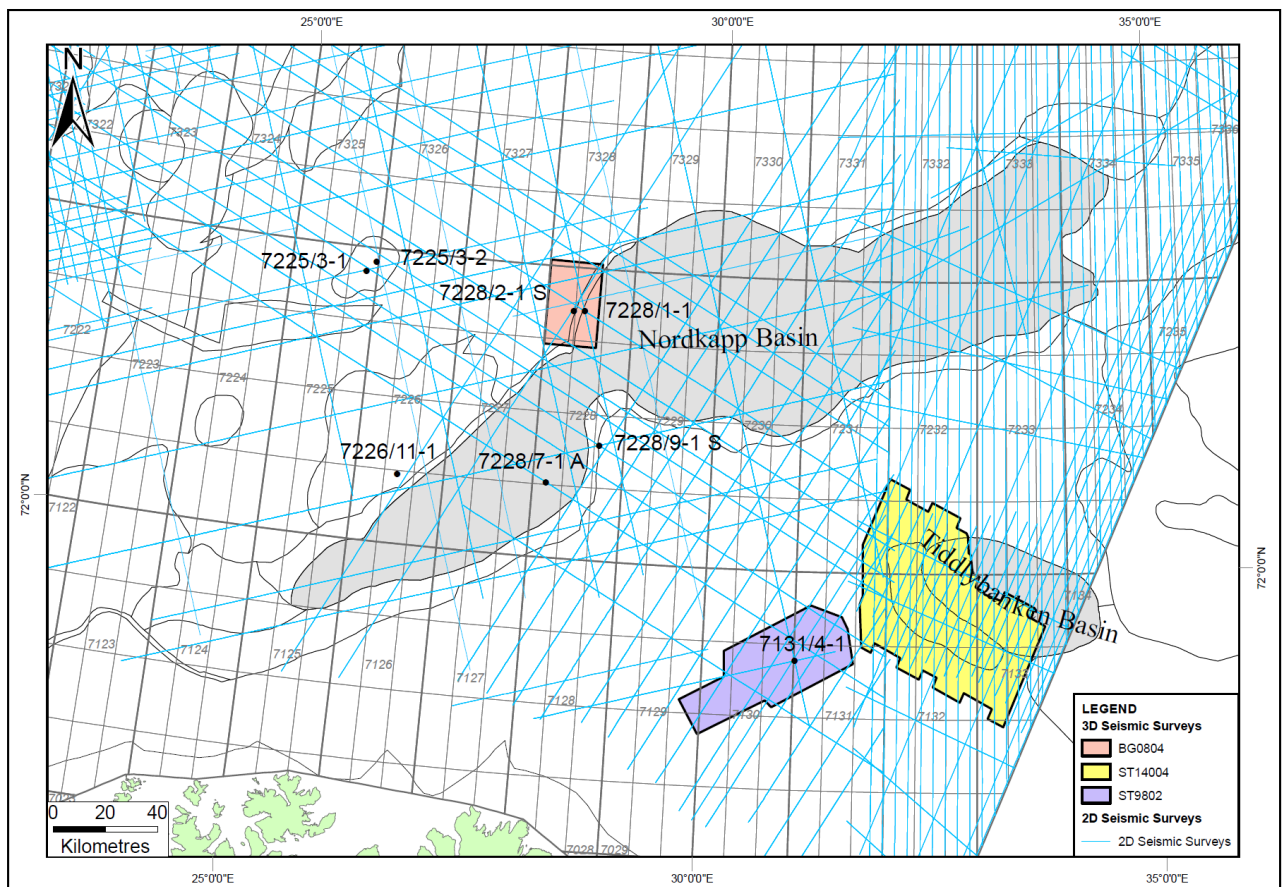 25°0'0"E 30°0'0"E 35°0'0"E
N
7322 7323 7324 7325 7326 7327 7328 7329 7330 7331 7332 7333 7334 7335 7336
7225/3-1 7225/3-2
7228/2-1 S 7228/1-1
Nordkapp Basin
7222 7223 7224 7225 7226 7227 7228 7229 7230 7231 7232 7233 7234 7235
7226/11-1 7228/7-1 A 7228/9-1 S
72°0'0"N
72°0'0"N
Tiddlybanken Basin
7131/4-1
7122 7123 7124 7125 7126 7127 7128 7129 7130 7131 7132 7133 7134
LEGEND
3D Seismic Surveys
BG0804
ST14004
ST9802
2D Seismic Surveys
2D Seismic Surveys
7028 7029
0 20 40
Kilometres
25°0'0"E 30°0'0"E 35°0'0"E